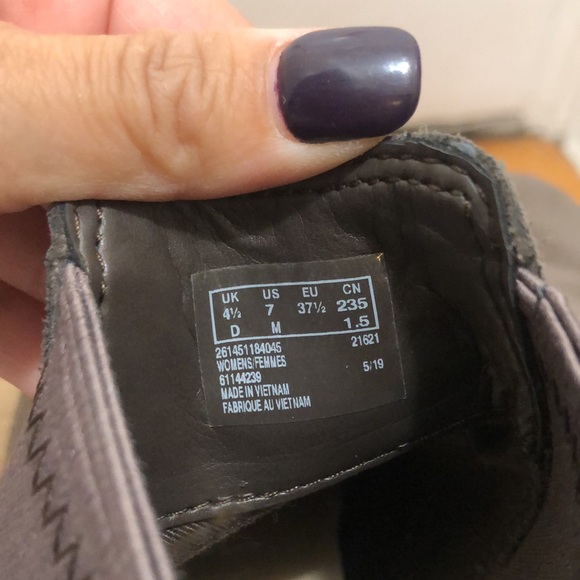 UK US EU CN
4½ 7 37½ 235
D M 1.5
261451184045 21621
WOMENS/FEMMES 5/19
61144239
MADE IN VIETNAM
FABRIQUE AU VIETNAM